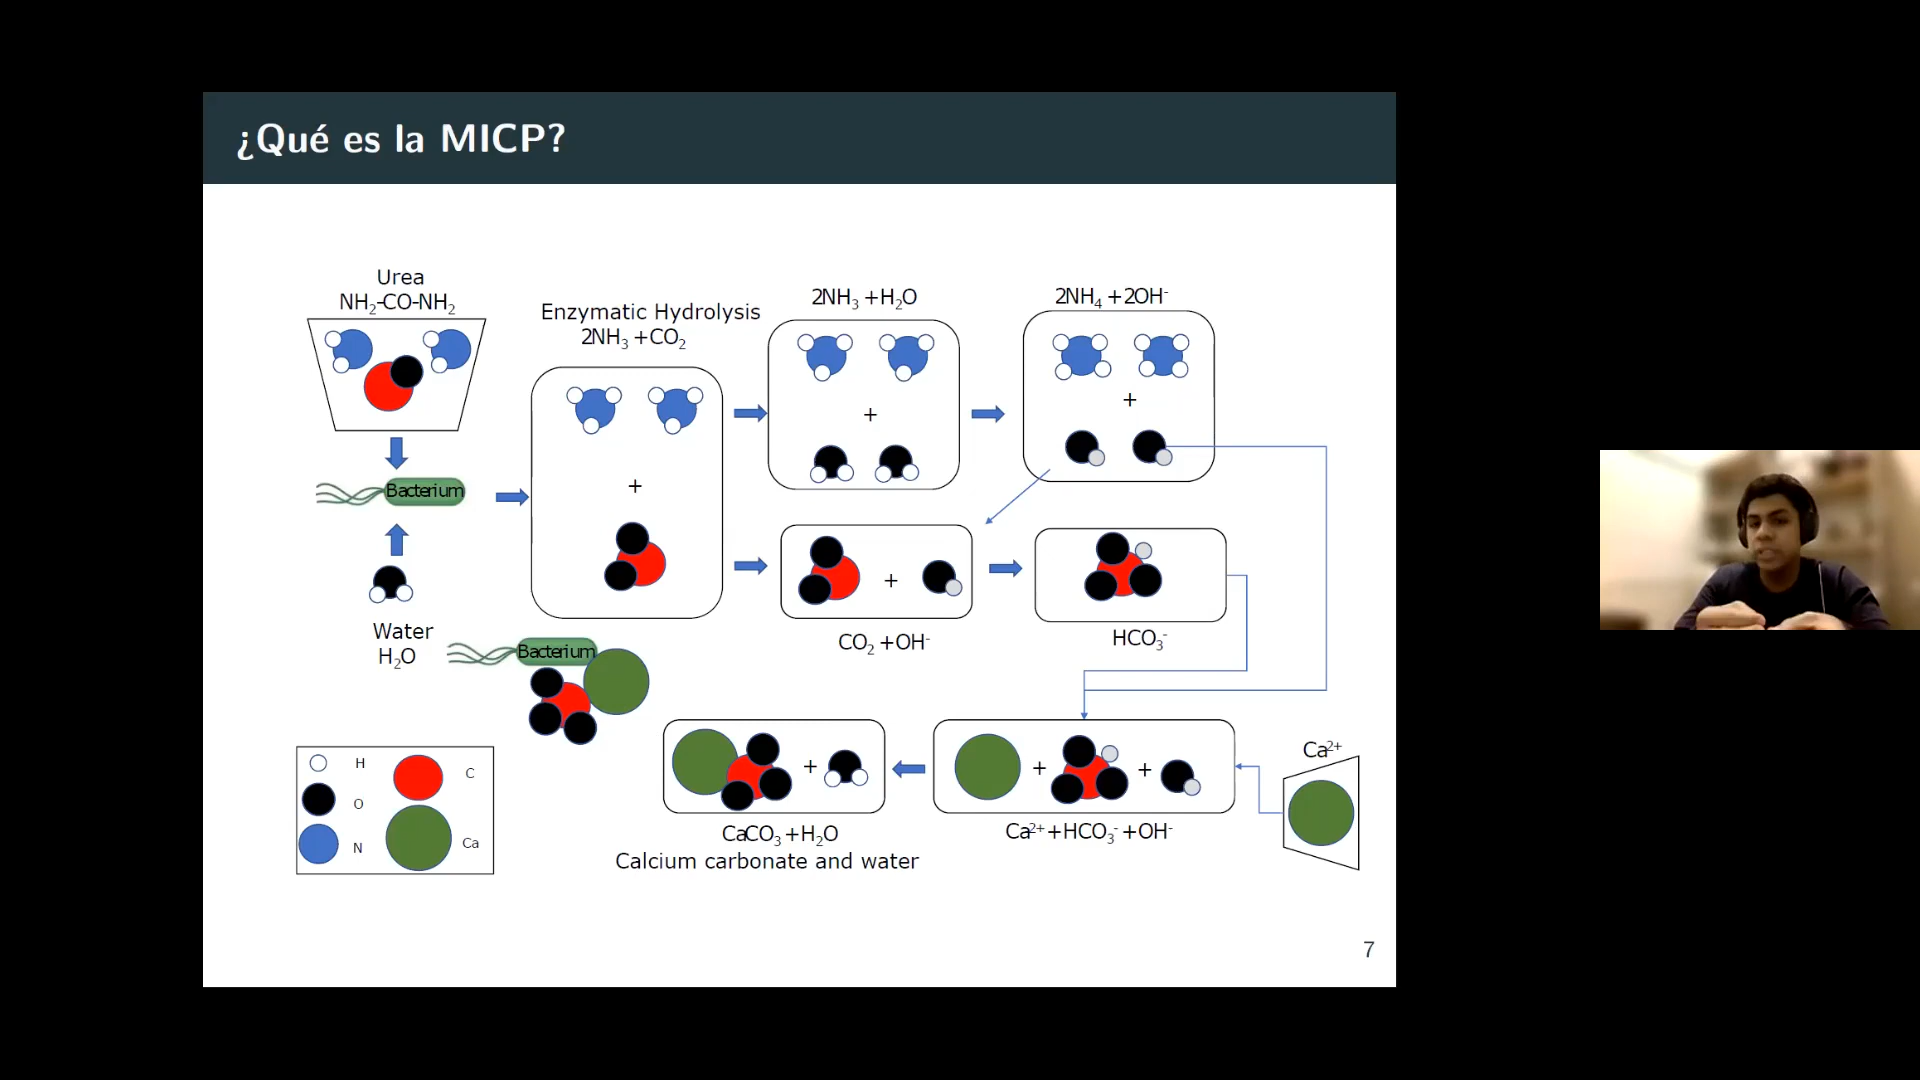 ¿Qué es la MICP?
Urea
NH₂-CO-NH₂
Enzymatic Hydrolysis
2NH₃ +CO₂
2NH₃ +H₂O
2NH₄ +2OH⁻
Bacterium
+
+
+
Water
H₂O
+
CO₂ +OH⁻
HCO₃⁻
Bacterium
H
C
O
N
Ca
+
CaCO₃ +H₂O
Calcium carbonate and water
+
+
Ca²⁺+HCO₃⁻ +OH⁻
Ca²⁺
7